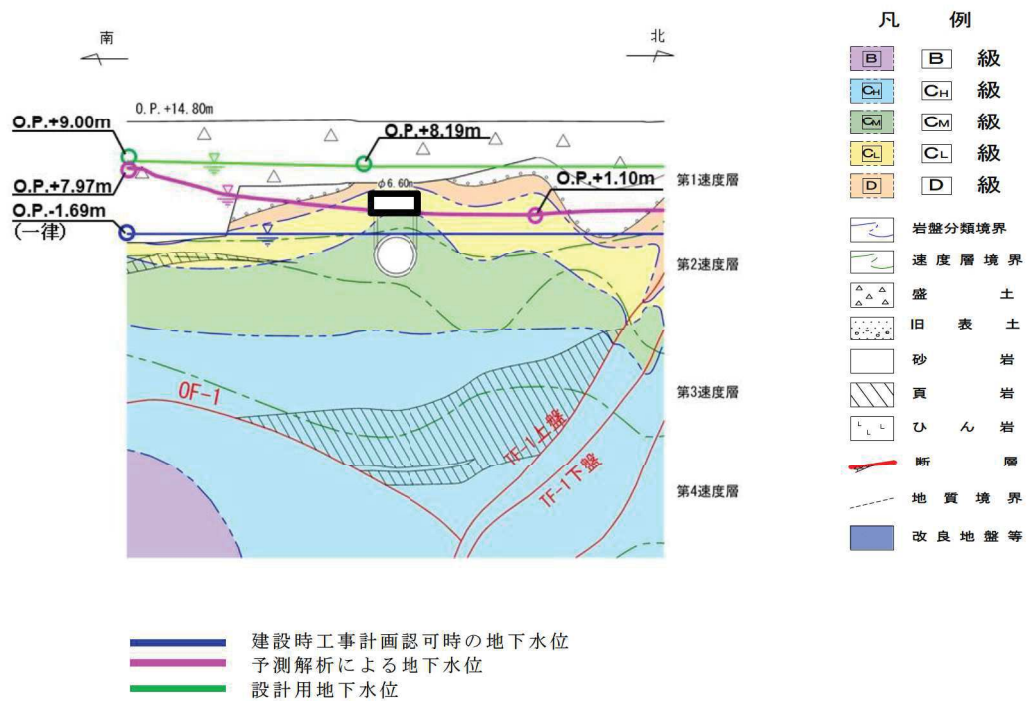 南
北
O.P.+14.80m
O.P.+9.00m
O.P.+8.19m
O.P.+7.97m
φ6.60m
O.P.+1.10m
O.P.-1.69m
(一律)
第1速度層
第2速度層
第3速度層
第4速度層
OF-1
TF-1上盤
TF-1下盤
凡 例
B B 級
CH CH 級
CM CM 級
CL CL 級
D D 級
岩盤分類境界
速度層境界
盛 土
旧 表 土
砂 岩
頁 岩
ひ ん 岩
断 層
地 質 境 界
改 良 地 盤 等
建設時工事計画認可時の地下水位
予測解析による地下水位
設計用地下水位